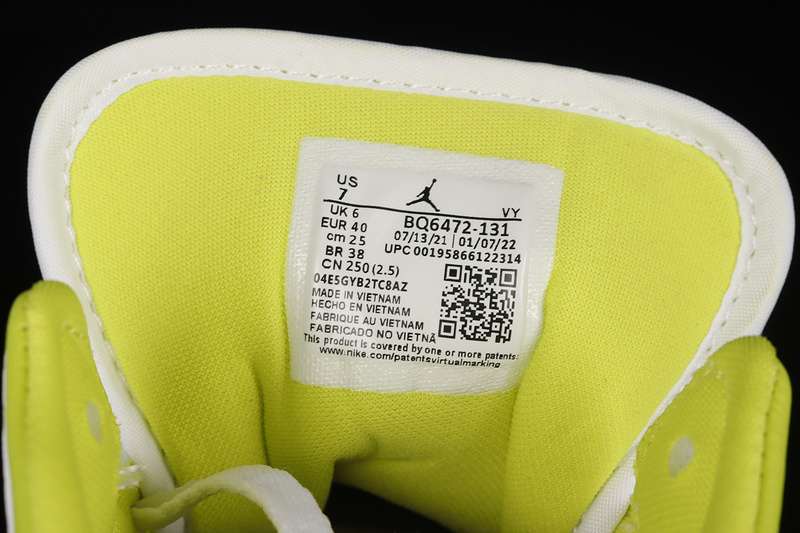 US
7
VY
UK 6
BQ6472-131
EUR 40
07/13/21 | 01/07/22
cm 25
UPC 00195866122314
BR 38
CN 250 (2.5)
04E5GYB2TC8AZ
MADE IN VIETNAM
HECHO EN VIETNAM
FABRIQUE AU VIETNAM
FABRICADO NO VIETNÃ
This product is covered by one or more patents.
www.nike.com/patentsvirtualmarking